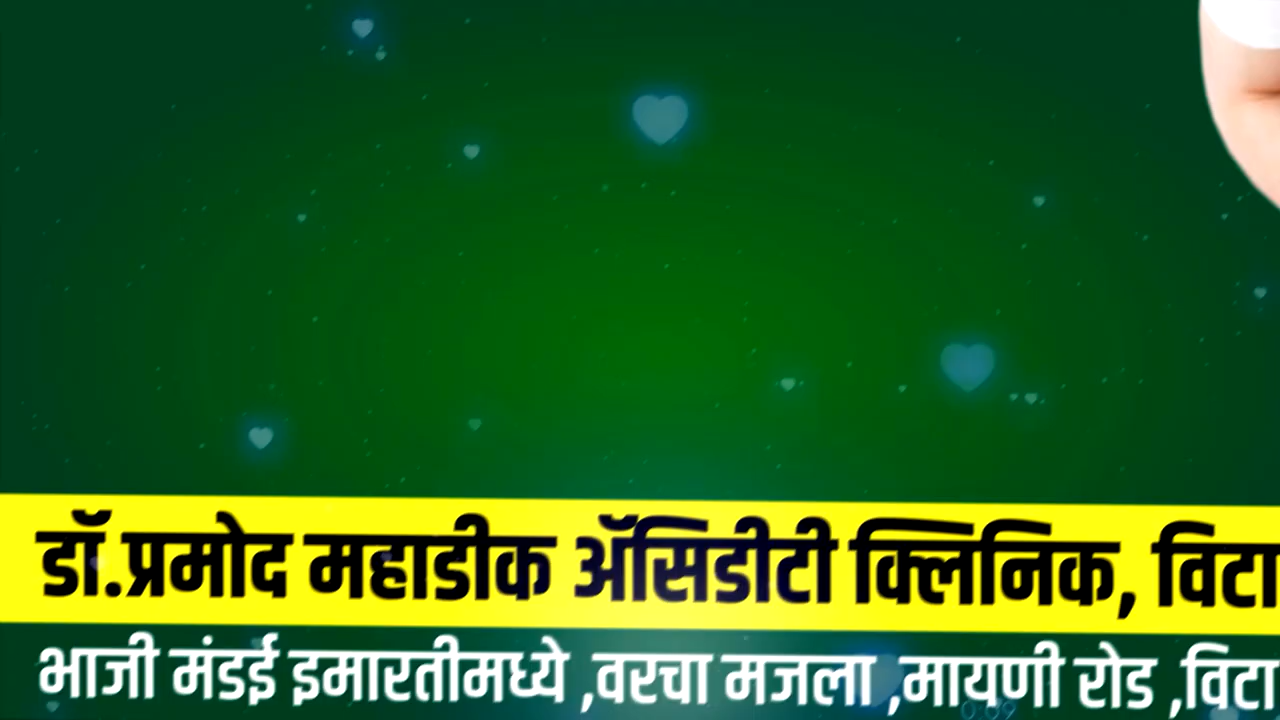 डॉ.प्रमोद महाडीक ॲसिडीटी क्लिनिक, विटा
भाजी मंडई इमारतीमध्ये ,वरचा मजला ,मायणी रोड ,विटा